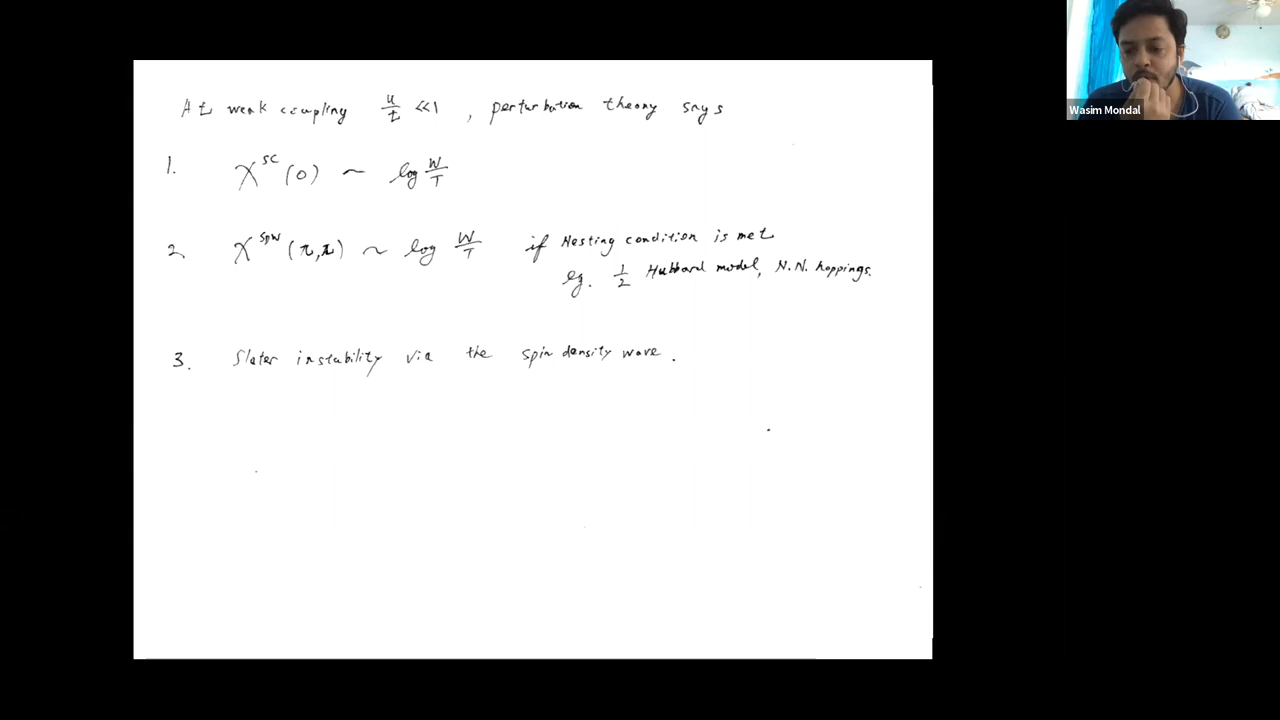 At weak coupling u/t ≪ 1, perturbation theory says
1. χ^SC (0) ~ log W/T
2. χ^SDW (π,π) ~ log W/T if Nesting condition is met
eg. 1/2 Hubbard model, N.N. hoppings.
3. Slater instability via the spin density wave.
Wasim Mondal